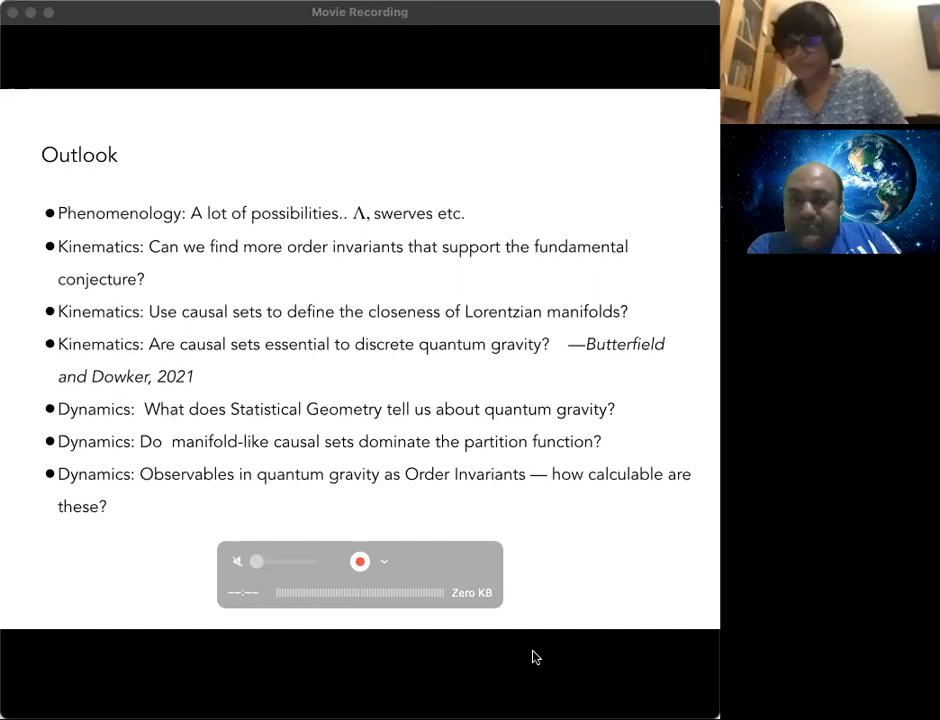 Movie Recording
Outlook
●Phenomenology: A lot of possibilities.. Λ, swerves etc.
●Kinematics: Can we find more order invariants that support the fundamental
conjecture?
●Kinematics: Use causal sets to define the closeness of Lorentzian manifolds?
●Kinematics: Are causal sets essential to discrete quantum gravity? —Butterfield
and Dowker, 2021
●Dynamics: What does Statistical Geometry tell us about quantum gravity?
●Dynamics: Do manifold-like causal sets dominate the partition function?
●Dynamics: Observables in quantum gravity as Order Invariants — how calculable are
these?
--:-- Zero KB